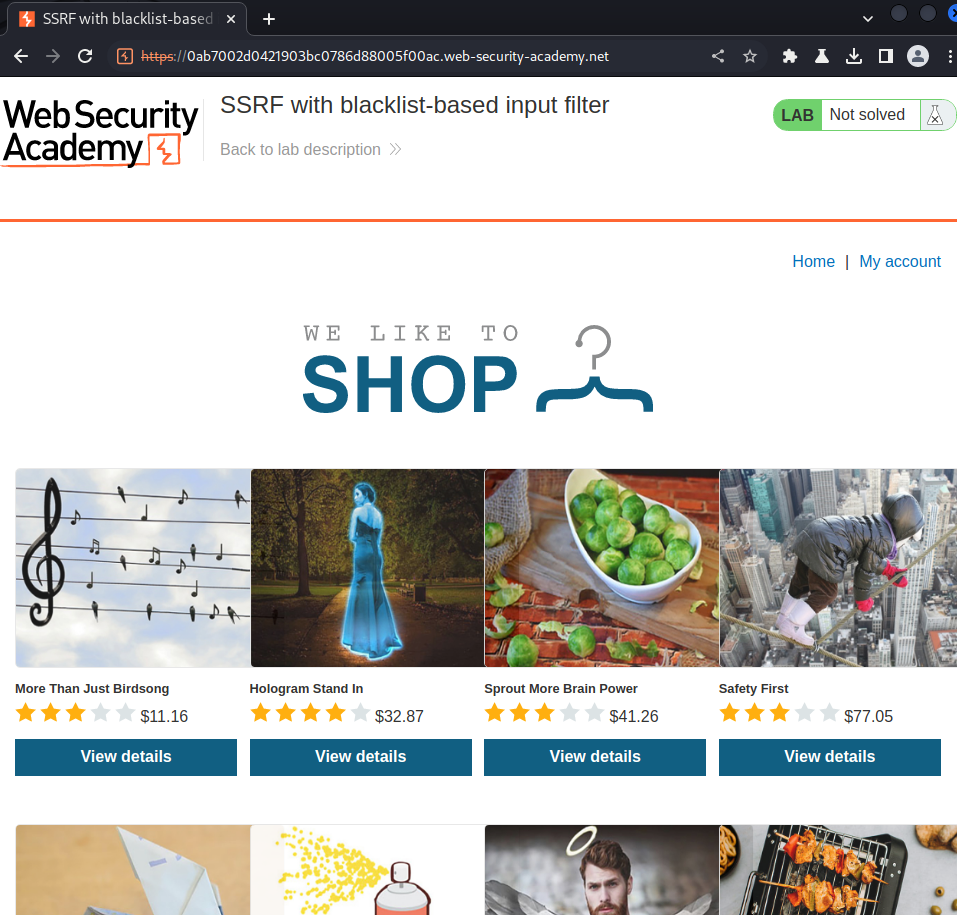 SSRF with blacklist-based
https://0ab7002d0421903bc0786d88005f00ac.web-security-academy.net
Web Security
Academy
SSRF with blacklist-based input filter
Back to lab description
LAB Not solved
Home | My account
WE LIKE TO
SHOP
More Than Just Birdsong
$11.16
View details
Hologram Stand In
$32.87
View details
Sprout More Brain Power
$41.26
View details
Safety First
$77.05
View details